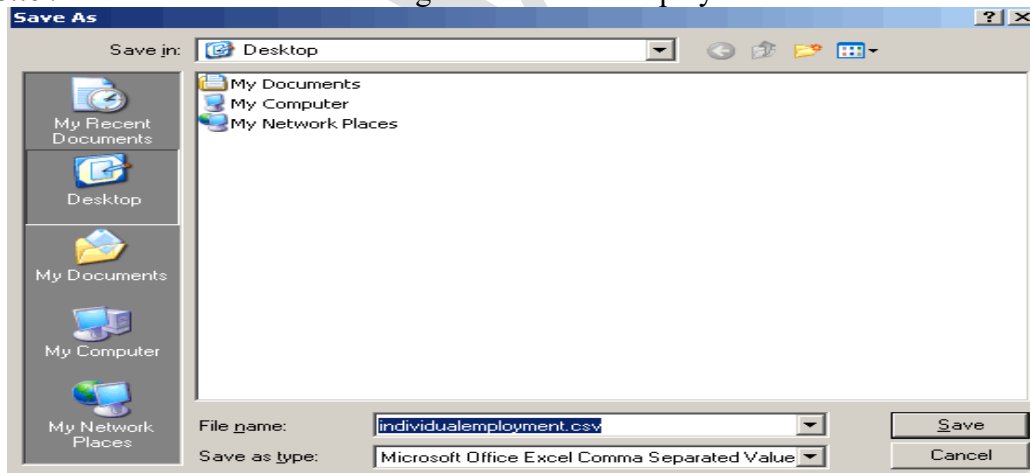 Save As
Save in:
Desktop
My Documents
My Computer
My Network Places
My Recent
Documents
Desktop
My Documents
My Computer
My Network
Places
File name:
individualemployment.csv
Save
Save as type:
Microsoft Office Excel Comma Separated Value
Cancel